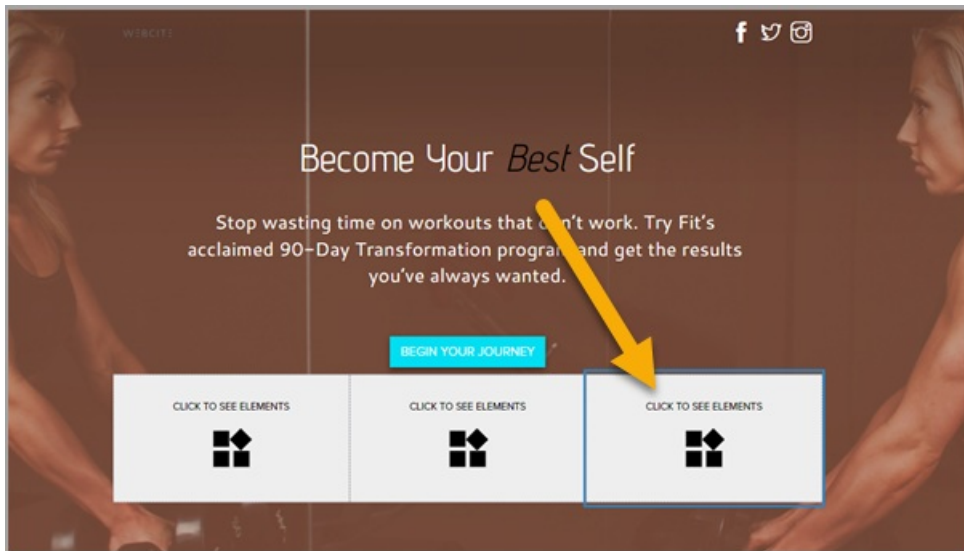 WEBCITE
Become Your Best Self
Stop wasting time on workouts that don't work. Try Fit's
acclaimed 90-Day Transformation program and get the results
you've always wanted.
BEGIN YOUR JOURNEY
CLICK TO SEE ELEMENTS
CLICK TO SEE ELEMENTS
CLICK TO SEE ELEMENTS